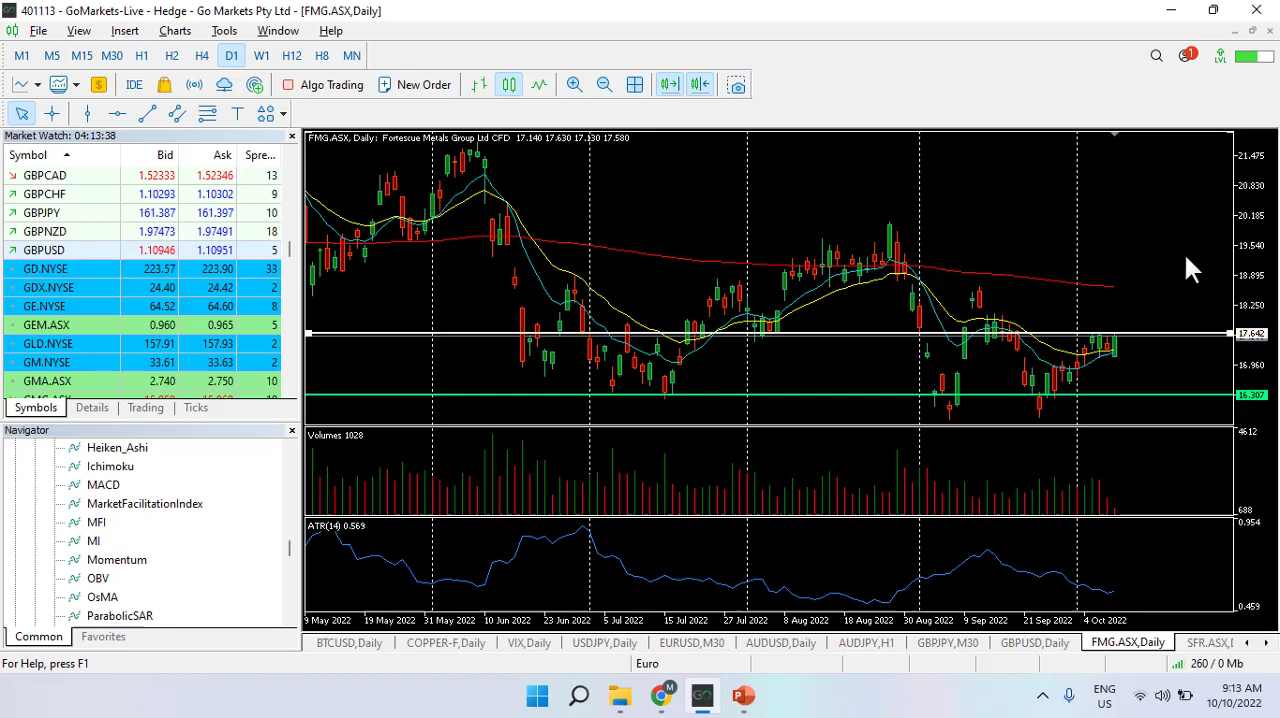 401113 - GoMarkets-Live - Hedge - Go Markets Pty Ltd - [FMG.ASX,Daily]
File View Insert Charts Tools Window Help
M1 M5 M15 M30 H1 H2 H4 D1 W1 H12 H8 MN
1 LVL
IDE Algo Trading New Order
Market Watch: 04:13:38
Symbol Bid Ask Spre...
GBPCAD 1.52333 1.52346 13
GBPCHF 1.10293 1.10302 9
GBPJPY 161.387 161.397 10
GBPNZD 1.97473 1.97491 18
GBPUSD 1.10946 1.10951 5
GD.NYSE 223.57 223.90 33
GDX.NYSE 24.40 24.42 2
GE.NYSE 64.52 64.60 8
GEM.ASX 0.960 0.965 5
GLD.NYSE 157.91 157.93 2
GM.NYSE 33.61 33.63 2
GMA.ASX 2.740 2.750 10
Symbols Details Trading Ticks
Navigator
Heiken_Ashi
Ichimoku
MACD
MarketFacilitationIndex
MFI
MI
Momentum
OBV
OsMA
ParabolicSAR
Common Favorites
FMG.ASX,Daily: Fortescue Metals Group Ltd CFD 17.140 17.630 17.130 17.580
21.475
20.830
20.185
19.540
18.895
18.250
17.642
16.960
16.307
Volumes 1028
4612
688
ATR(14) 0.569
0.954
0.459
9 May 2022 19 May 2022 31 May 2022 10 Jun 2022 23 Jun 2022 5 Jul 2022 15 Jul 2022 27 Jul 2022 8 Aug 2022 18 Aug 2022 30 Aug 2022 9 Sep 2022 21 Sep 2022 4 Oct 2022
BTCUSD,Daily COPPER-F,Daily VIX,Daily USDJPY,Daily EURUSD,M30 AUDUSD,Daily AUDJPY,H1 GBPJPY,M30 GBPUSD,Daily FMG.ASX,Daily SFR.ASX,D
For Help, press F1 Euro 260 / 0 Mb
M GO P
ENG
US
9:13 AM
10/10/2022